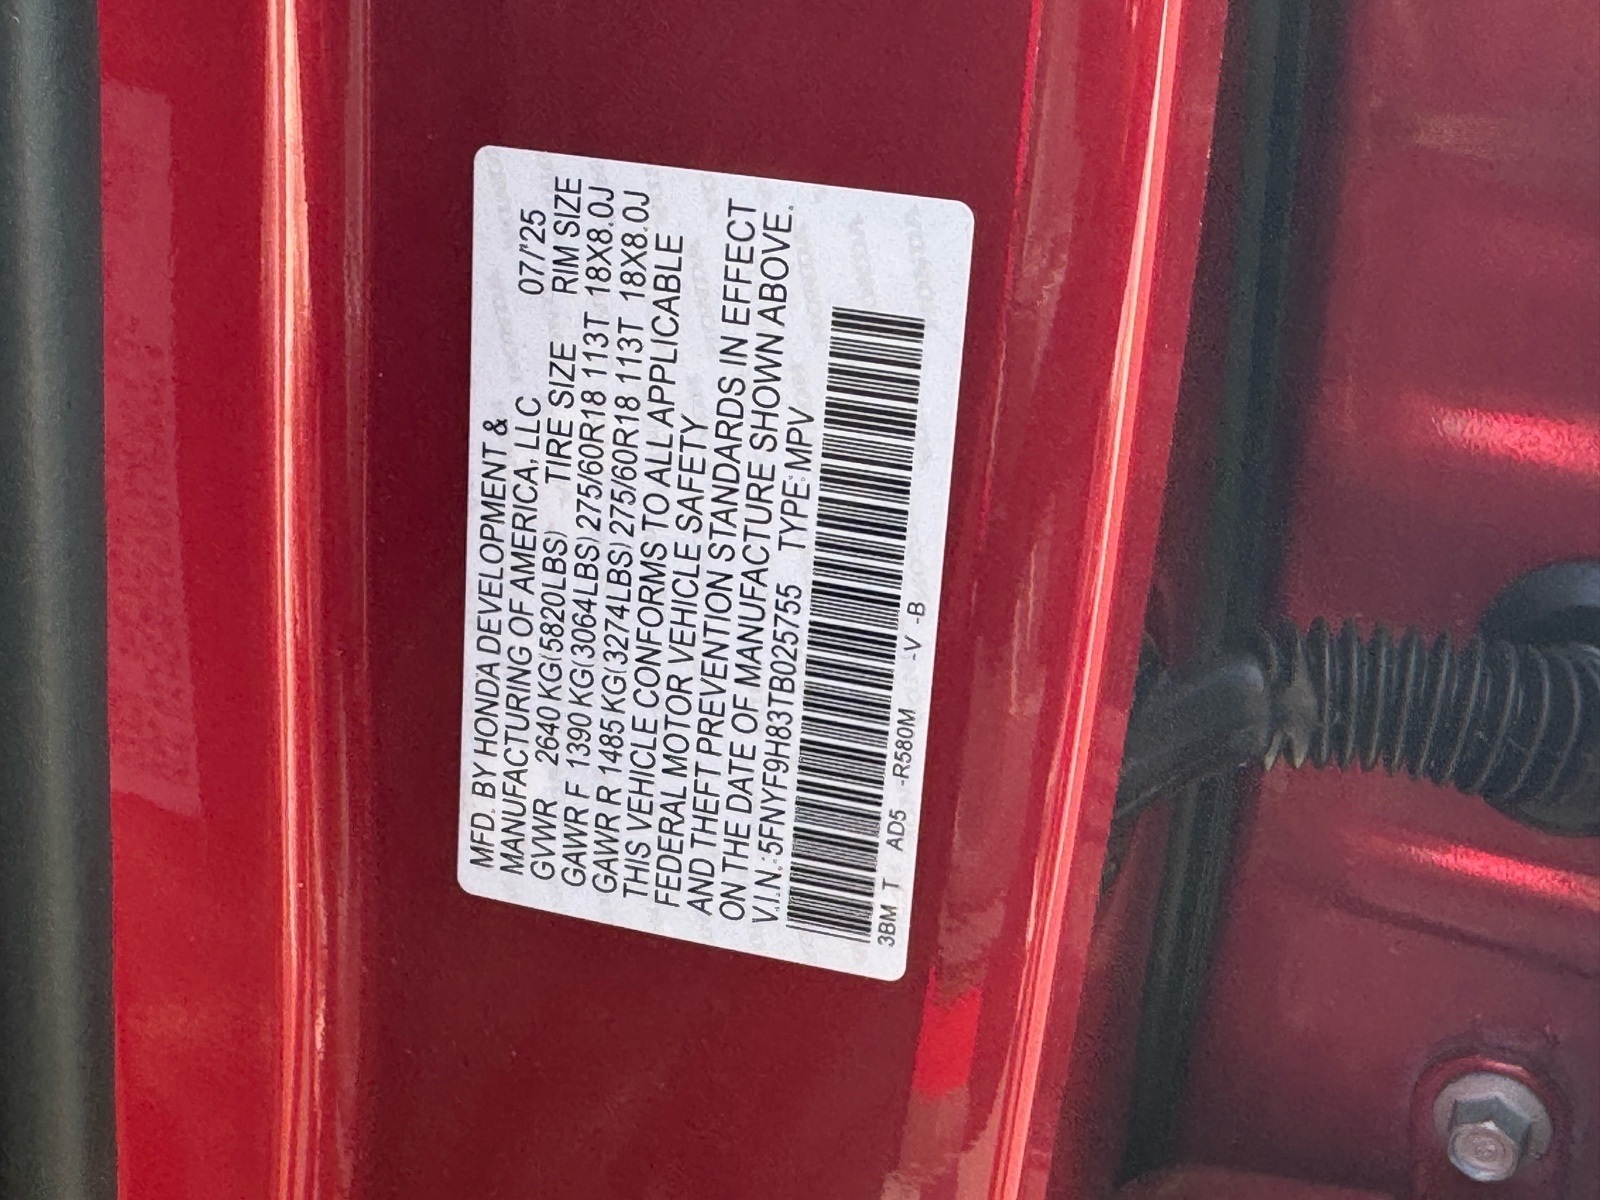 MFD. BY HONDA DEVELOPMENT &
MANUFACTURING OF AMERICA, LLC 07/25
GVWR 2640 KG(5820LBS) TIRE SIZE RIM SIZE
GAWR F 1390 KG(3064LBS) 275/60R18 113T 18X8.0J
GAWR R 1485 KG(3274LBS) 275/60R18 113T 18X8.0J
THIS VEHICLE CONFORMS TO ALL APPLICABLE
FEDERAL MOTOR VEHICLE SAFETY
AND THEFT PREVENTION STANDARDS IN EFFECT
ON THE DATE OF MANUFACTURE SHOWN ABOVE.
V.I.N.:5FNYF9H83TB025755 TYPE:MPV
3BM T AD5 -R580M -V -B